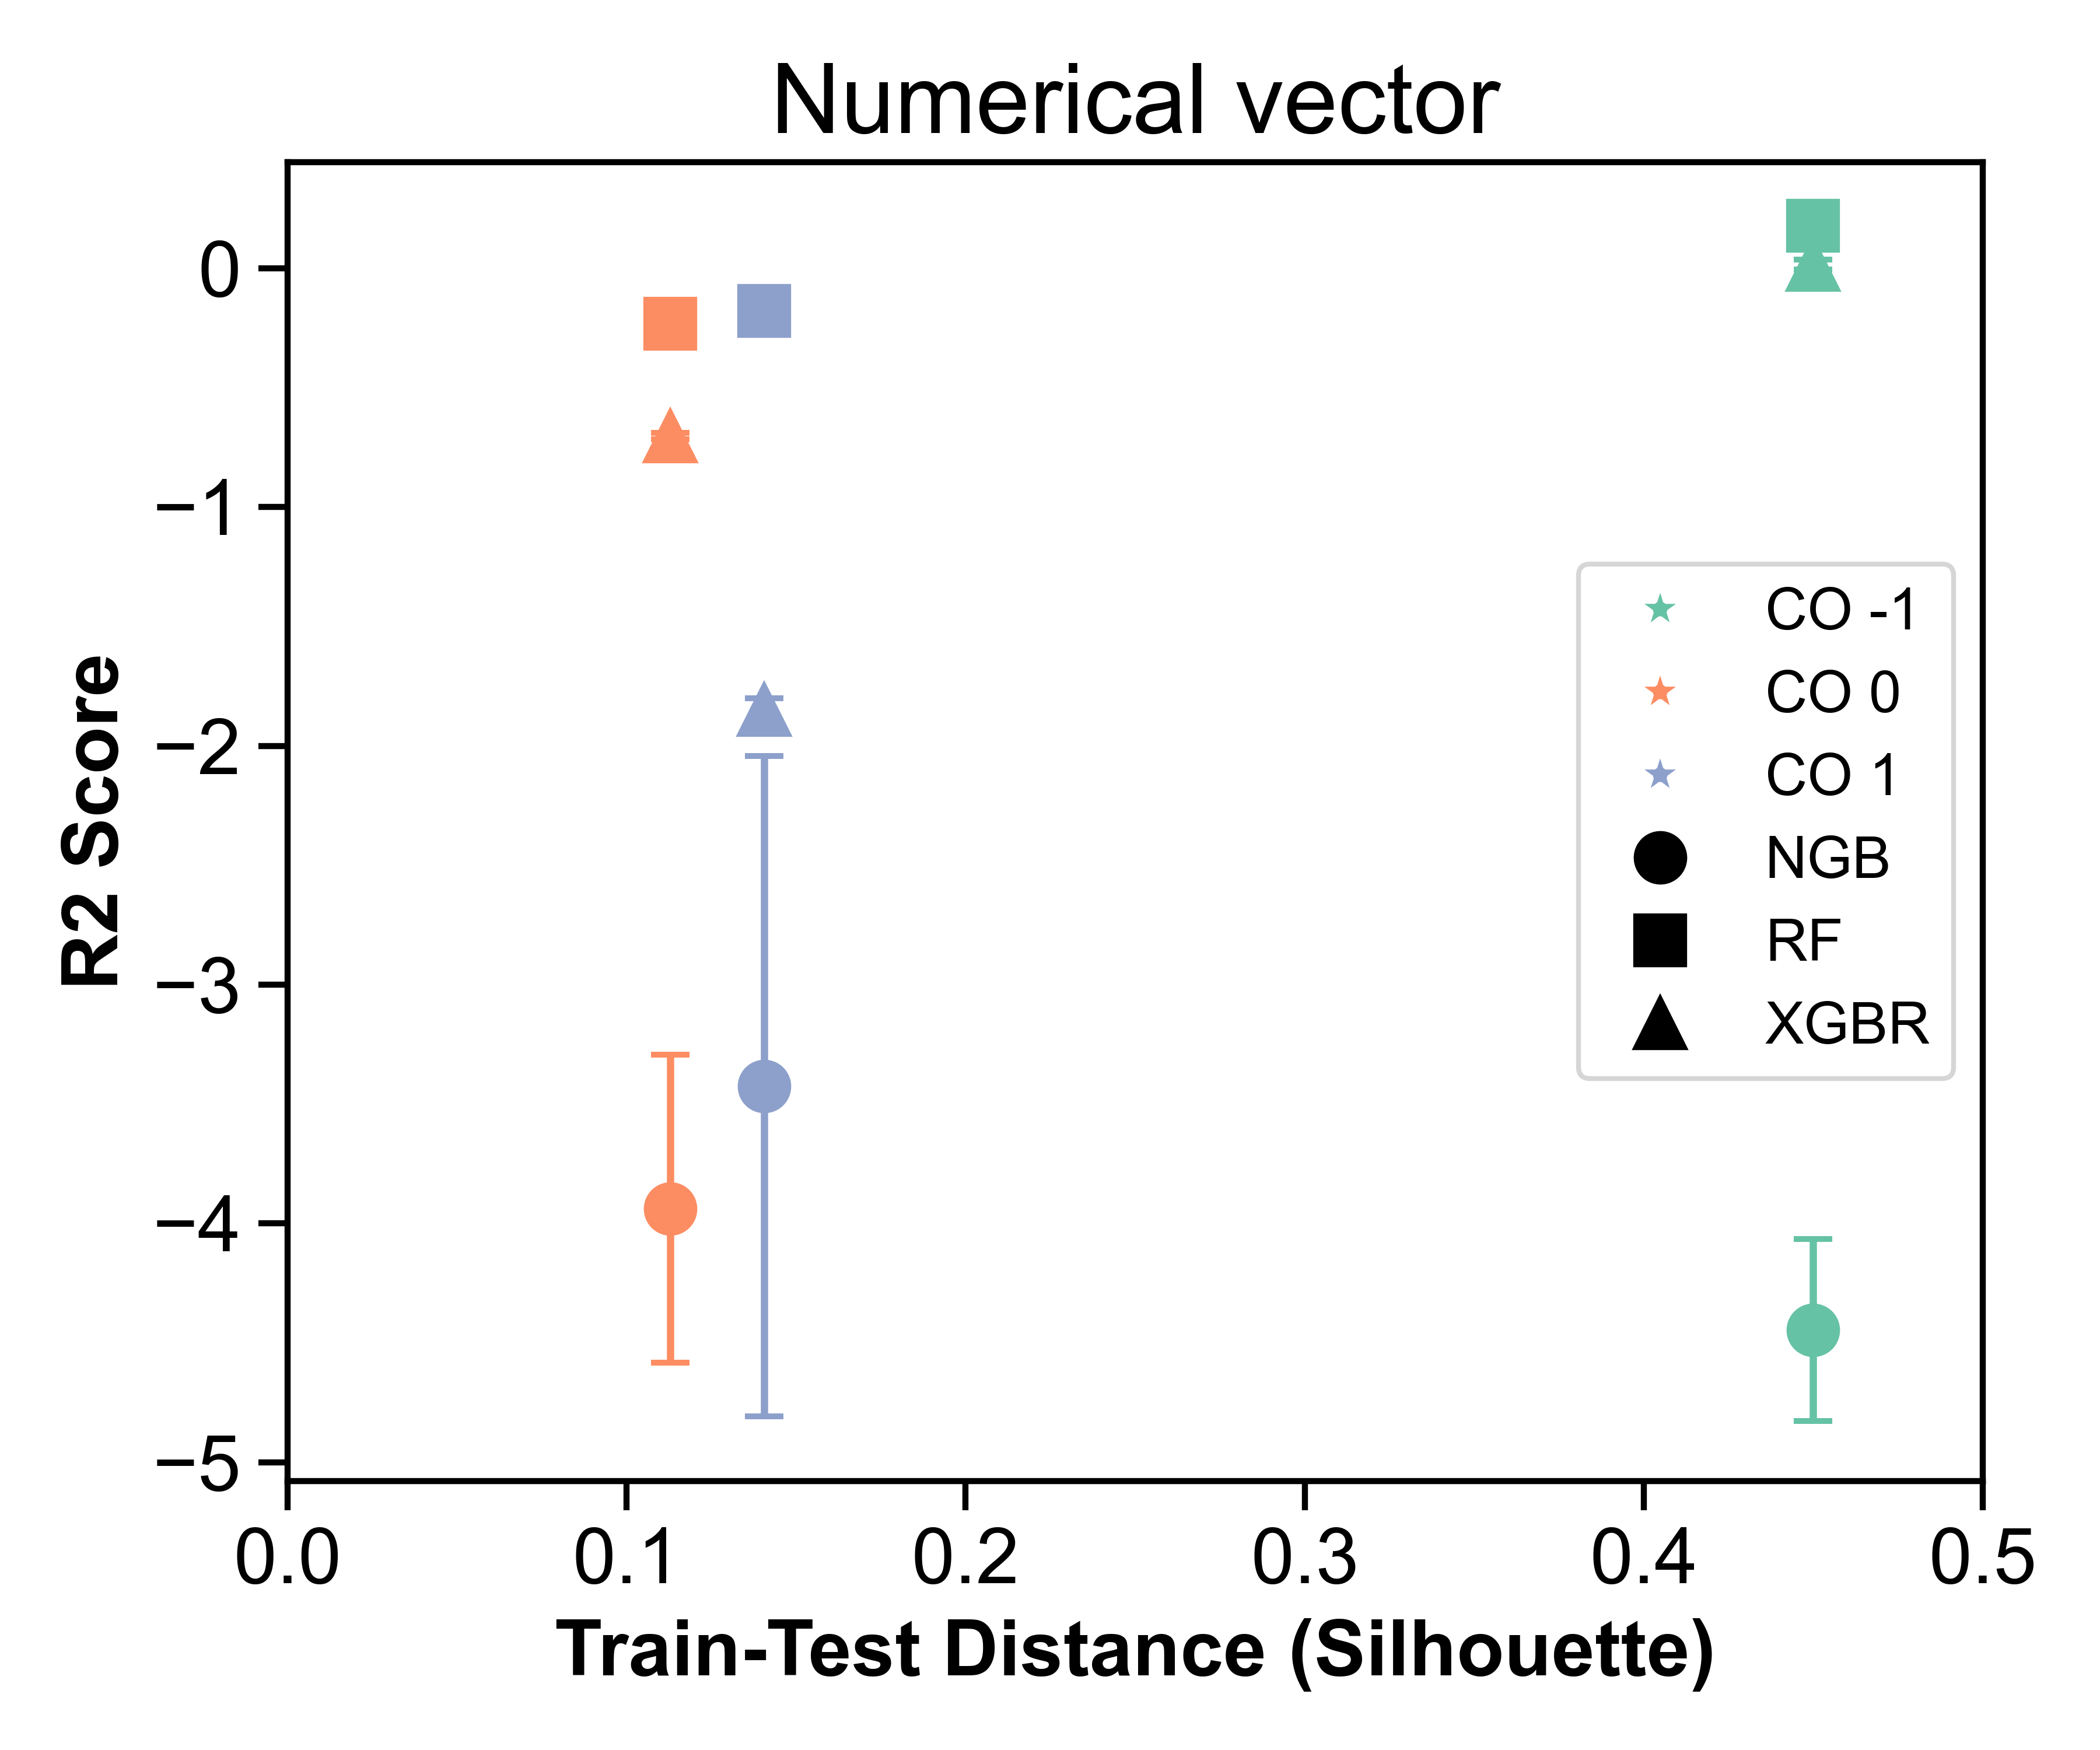 Numerical vector
0
−1
−2
−3
−4
−5
R2 Score
CO -1
CO 0
CO 1
NGB
RF
XGBR
0.0 0.1 0.2 0.3 0.4 0.5
Train-Test Distance (Silhouette)